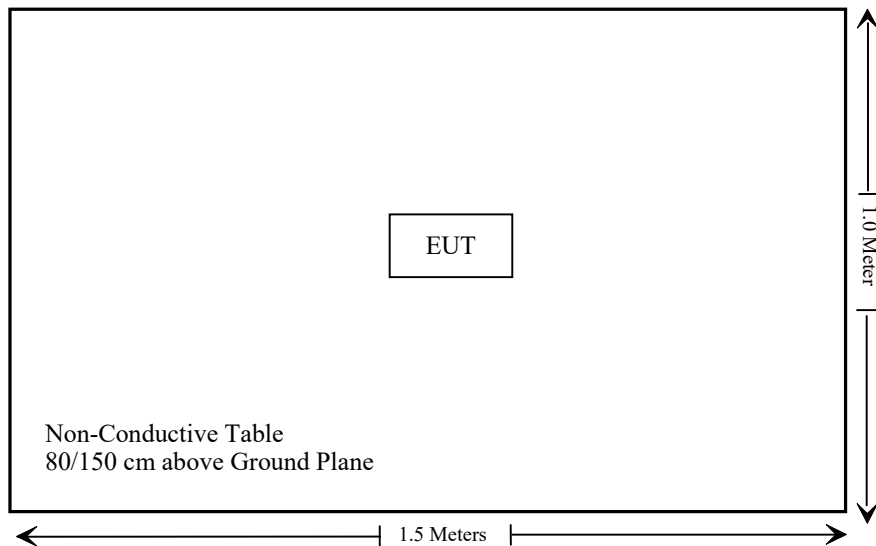 EUT
1.0 Meter
Non-Conductive Table
80/150 cm above Ground Plane
1.5 Meters